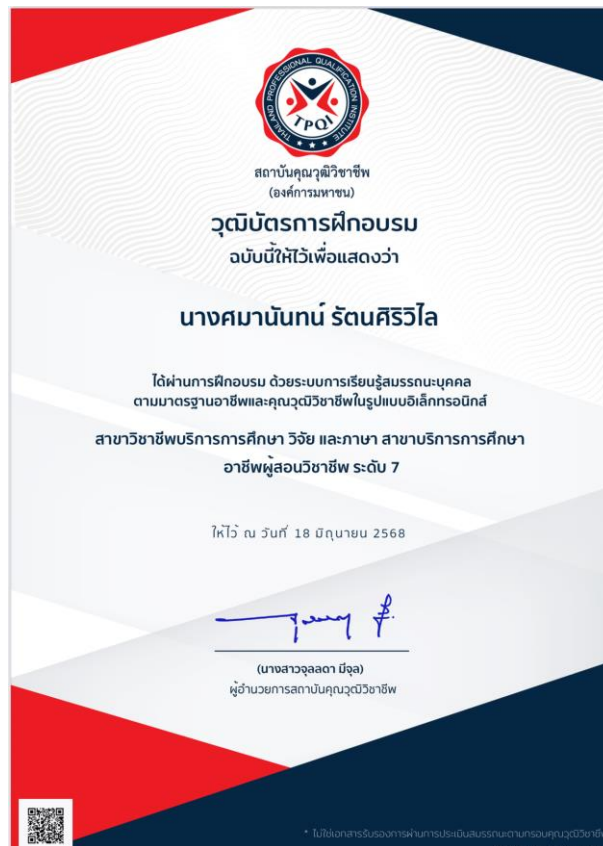 THAILAND PROFESSIONAL QUALIFICATION INSTITUTE
TPQI
สถาบันคุณวุฒิวิชาชีพ
(องค์การมหาชน)
วุฒิบัตรการฝึกอบรม
ฉบับนี้ให้ไว้เพื่อแสดงว่า
นางศมานันทน์ รัตนศิริวิไล
ได้ผ่านการฝึกอบรม ด้วยระบบการเรียนรู้สมรรถนะบุคคล
ตามมาตรฐานอาชีพและคุณวุฒิวิชาชีพในรูปแบบอิเล็กทรอนิกส์
สาขาวิชาชีพบริการการศึกษา วิจัย และภาษา สาขาบริการการศึกษา
อาชีพผู้สอนวิชาชีพ ระดับ 7
ให้ไว้ ณ วันที่ 18 มิถุนายน 2568
(นางสาวจุลลดา มีจุล)
ผู้อำนวยการสถาบันคุณวุฒิวิชาชีพ
* ไม่ใช่เอกสารรับรองการผ่านการประเมินสมรรถนะตามกรอบคุณวุฒิวิชาชีพ